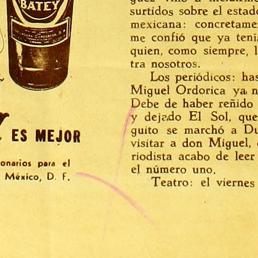 BATEY
ES MEJOR
onarios para el
México, D. F.
surtidos sobre el estado
mexicana: concretame
me confió que ya tení
quien, como siempre, l
tra nosotros.
Los periódicos: has
Miguel Ordorica ya n
Debe de haber reñido
y dejado El Sol, que
guito se marchó a Du
visitar a don Miguel,
riodista acabo de leer
el número uno.
Teatro: el viernes